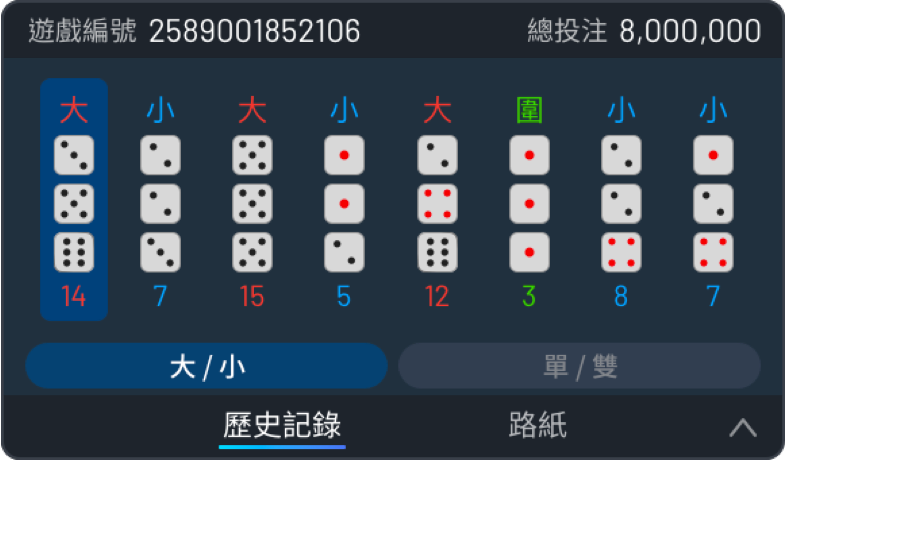 遊戲編號 2589001852106 總投注 8,000,000
大 小 大 小 大 圍 小 小
14 7 15 5 12 3 8 7
大 / 小 單 / 雙
歷史記錄 路紙